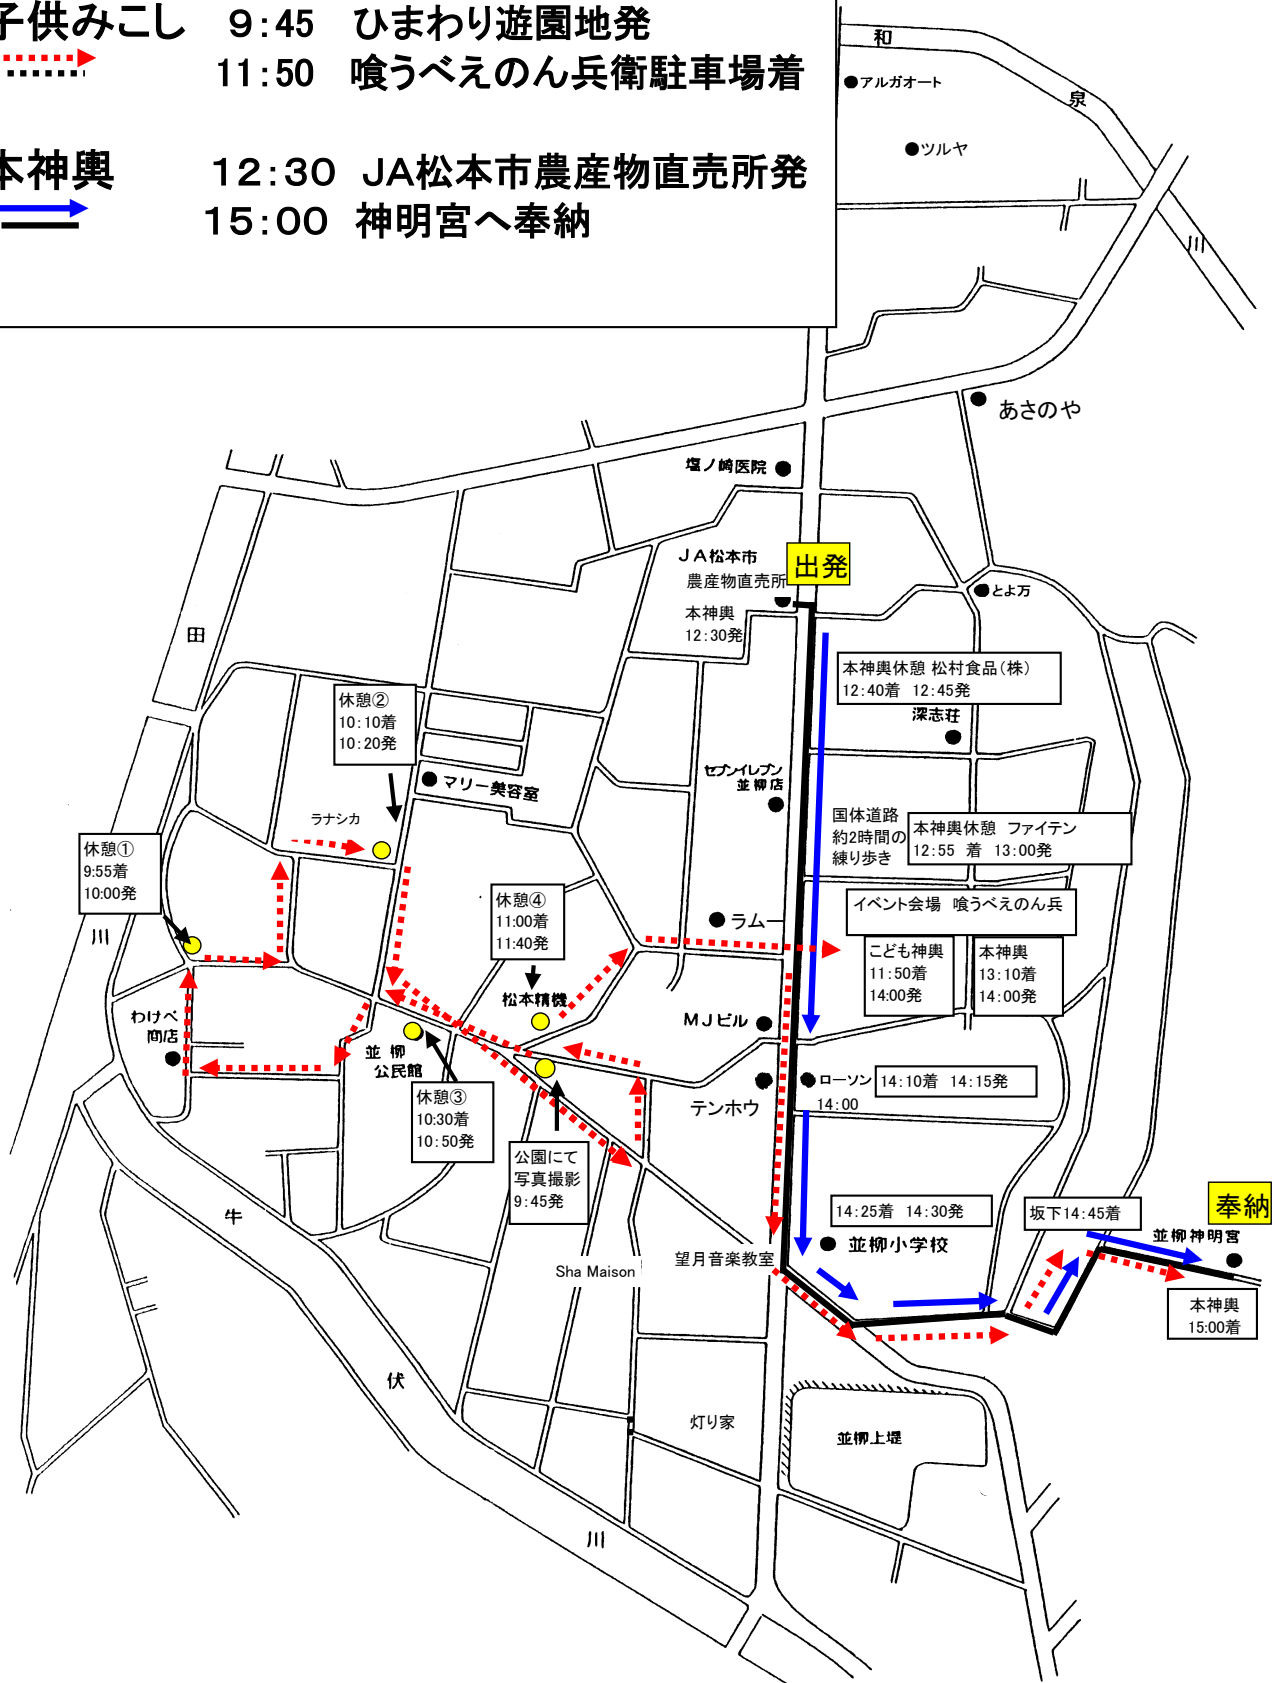 子供みこし 9:45 ひまわり遊園地発
11:50 喰うべえのん兵衛駐車場着
本神輿 12:30 JA松本市農産物直売所発
15:00 神明宮へ奉納
和
泉
川
アルガオート
ツルヤ
あさのや
塩ノ崎医院
JA松本市
農産物直売所
出発
本神輿
12:30発
とよ万
田
川
本神輿休憩 松村食品(株)
12:40着 12:45発
深志荘
休憩②
10:10着
10:20発
マリー美容室
セブンイレブン
並柳店
ラナシカ
国体道路
約2時間の
練り歩き
本神輿休憩 ファイテン
12:55 着 13:00発
休憩①
9:55着
10:00発
休憩④
11:00着
11:40発
イベント会場 喰うべえのん兵
ラムー
こども神輿
11:50着
14:00発
本神輿
13:10着
14:00発
松本精機
わけべ
商店
MJビル
並柳
公民館
ローソン
14:10着 14:15発
14:00
テンホウ
休憩③
10:30着
10:50発
公園にて
写真撮影
9:45発
14:25着 14:30発
坂下14:45着
奉納
並柳神明宮
並柳小学校
望月音楽教室
Sha Maison
本神輿
15:00着
牛
伏
川
灯り家
並柳上堤